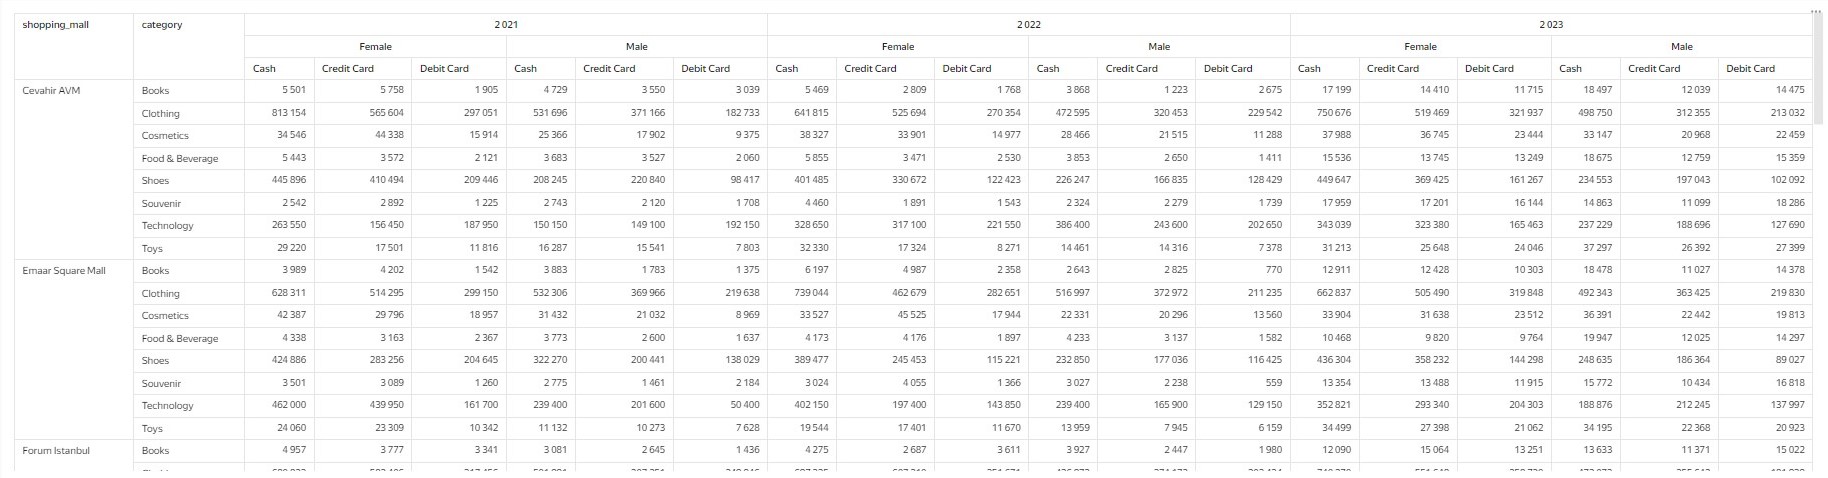 shopping_mall category 2 021 2 022 2 023
Female Male Female Male Female Male
Cash Credit Card Debit Card Cash Credit Card Debit Card Cash Credit Card Debit Card Cash Credit Card Debit Card Cash Credit Card Debit Card Cash Credit Card Debit Card
Cevahir AVM Books 5 501 5 758 1 905 4 729 3 550 3 039 5 469 2 809 1 768 3 868 1 223 2 675 17 199 14 410 11 715 18 497 12 039 14 475
Clothing 813 154 565 604 297 051 531 696 371 166 182 733 641 815 525 694 270 354 472 595 320 453 229 542 750 676 519 469 321 937 498 750 312 355 213 032
Cosmetics 34 546 44 338 15 914 25 366 17 902 9 375 38 327 33 901 14 977 28 466 21 515 11 288 37 988 36 745 23 444 33 147 20 968 22 459
Food & Beverage 5 443 3 572 2 121 3 683 3 527 2 060 5 855 3 471 2 530 3 853 2 650 1 411 15 536 13 745 13 249 18 675 12 759 15 359
Shoes 445 896 410 494 209 446 208 245 220 840 98 417 401 485 330 672 122 423 226 247 166 835 128 429 449 647 369 425 161 267 234 553 197 043 102 092
Souvenir 2 542 2 892 1 225 2 743 2 120 1 708 4 460 1 891 1 543 2 324 2 279 1 739 17 959 17 201 16 144 14 863 11 099 18 286
Technology 263 550 156 450 187 950 150 150 149 100 192 150 328 650 317 100 221 550 386 400 243 600 202 650 343 039 323 380 165 463 237 229 188 696 127 690
Toys 29 220 17 501 11 816 16 287 15 541 7 803 32 330 17 324 8 271 14 461 14 316 7 378 31 213 25 648 24 046 37 297 26 392 27 399
Emaar Square Mall Books 3 989 4 202 1 542 3 883 1 783 1 375 6 197 4 987 2 358 2 643 2 825 770 12 911 12 428 10 303 18 478 11 027 14 378
Clothing 628 311 514 295 299 150 532 306 369 966 219 638 739 044 462 679 282 651 516 997 372 972 211 235 662 837 505 490 319 848 492 343 363 425 219 830
Cosmetics 42 387 29 796 18 957 31 432 21 032 8 969 33 527 45 525 17 944 22 331 20 296 13 560 33 904 31 638 23 512 36 391 22 442 19 813
Food & Beverage 4 338 3 163 2 367 3 773 2 600 1 637 4 173 4 176 1 897 4 233 3 137 1 582 10 468 9 820 9 764 19 947 12 025 14 297
Shoes 424 886 283 256 204 645 322 270 200 441 138 029 389 477 245 453 115 221 232 850 177 036 116 425 436 304 358 232 144 298 248 635 186 364 89 027
Souvenir 3 501 3 089 1 260 2 775 1 461 2 184 3 024 4 055 1 366 3 027 2 238 559 13 354 13 488 11 915 15 772 10 434 16 818
Technology 462 000 439 950 161 700 239 400 201 600 50 400 402 150 197 400 143 850 239 400 165 900 129 150 352 821 293 340 204 303 188 876 212 245 137 997
Toys 24 060 23 309 10 342 11 132 10 273 7 628 19 544 17 401 11 670 13 959 7 945 6 159 34 499 27 398 21 062 34 195 22 368 20 923
Forum Istanbul Books 4 957 3 777 3 341 3 081 2 645 1 436 4 275 2 687 3 611 3 927 2 447 1 980 12 090 15 064 13 251 13 633 11 371 15 022